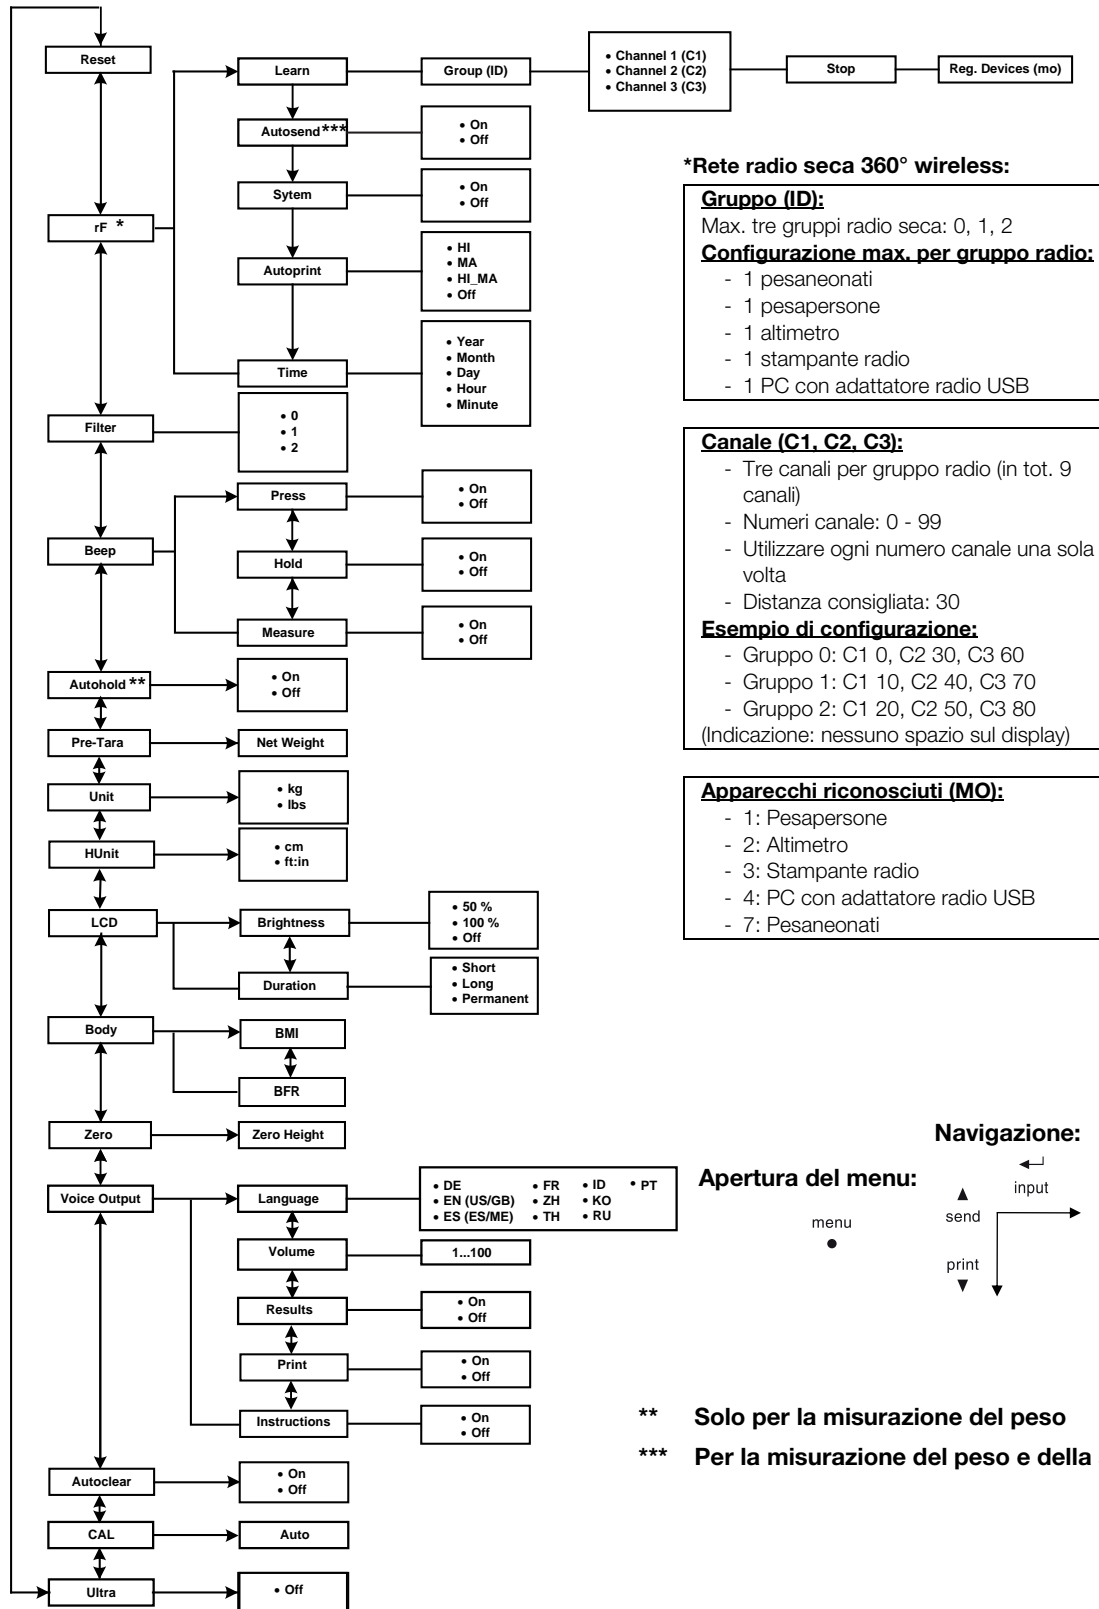 Reset
Learn
Group (ID)
• Channel 1 (C1)
• Channel 2 (C2)
• Channel 3 (C3)
Stop
Reg. Devices (mo)
Autosend***
• On
• Off
Sytem
• On
• Off
rF *
Autoprint
• HI
• MA
• HI_MA
• Off
Time
• Year
• Month
• Day
• Hour
• Minute
Filter
• 0
• 1
• 2
Beep
Press
• On
• Off
Hold
• On
• Off
Measure
• On
• Off
Autohold **
• On
• Off
Pre-Tara
Net Weight
Unit
• kg
• lbs
HUnit
• cm
• ft:in
LCD
Brightness
• 50 %
• 100 %
• Off
Duration
• Short
• Long
• Permanent
Body
BMI
BFR
Zero
Zero Height
Voice Output
Language
• DE • FR • ID • PT
• EN (US/GB) • ZH • KO
• ES (ES/ME) • TH • RU
Volume
1...100
Results
• On
• Off
Print
• On
• Off
Instructions
• On
• Off
Autoclear
• On
• Off
CAL
Auto
Ultra
• Off
*Rete radio seca 360° wireless:
Gruppo (ID):
Max. tre gruppi radio seca: 0, 1, 2
Configurazione max. per gruppo radio:
- 1 pesaneonati
- 1 pesapersone
- 1 altimetro
- 1 stampante radio
- 1 PC con adattatore radio USB
Canale (C1, C2, C3):
- Tre canali per gruppo radio (in tot. 9
canali)
- Numeri canale: 0 - 99
- Utilizzare ogni numero canale una sola
volta
- Distanza consigliata: 30
Esempio di configurazione:
- Gruppo 0: C1 0, C2 30, C3 60
- Gruppo 1: C1 10, C2 40, C3 70
- Gruppo 2: C1 20, C2 50, C3 80
(Indicazione: nessuno spazio sul display)
Apparecchi riconosciuti (MO):
- 1: Pesapersone
- 2: Altimetro
- 3: Stampante radio
- 4: PC con adattatore radio USB
- 7: Pesaneonati
Navigazione:
Apertura del menu:
menu
input
send
print
** Solo per la misurazione del peso
*** Per la misurazione del peso e della